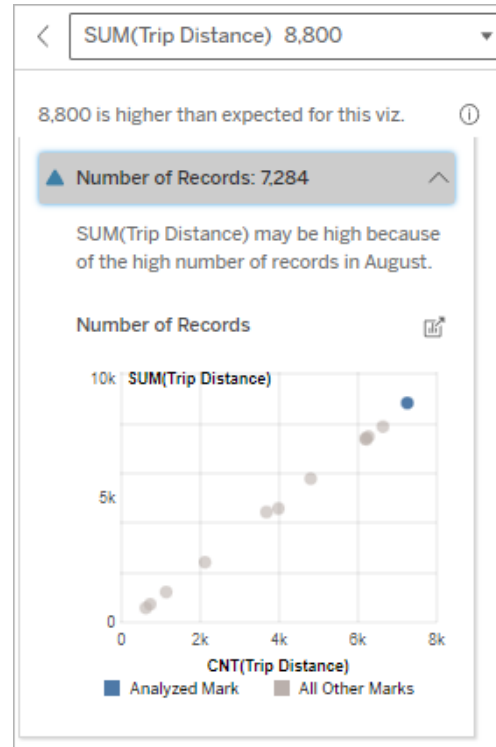 SUM(Trip Distance) 8,800
8,800 is higher than expected for this viz.
Number of Records: 7,284
SUM(Trip Distance) may be high because
of the high number of records in August.
Number of Records
10k
SUM(Trip Distance)
5k
0
0 2k 4k 6k 8k
CNT(Trip Distance)
Analyzed Mark All Other Marks